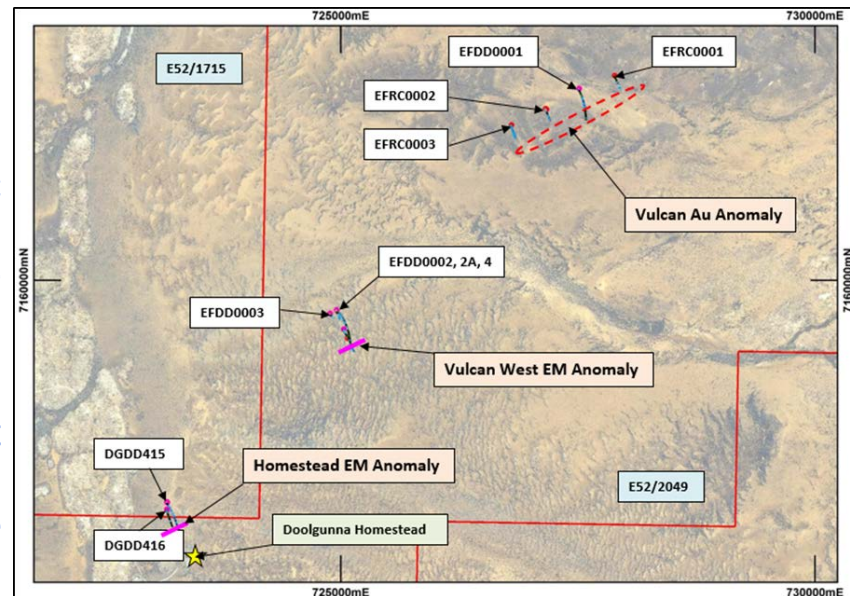 725000mE
730000mE
E52/1715
EFDD0001
EFRC0001
EFRC0002
EFRC0003
Vulcan Au Anomaly
EFDD0002, 2A, 4
7160000mN
7160000mN
EFDD0003
Vulcan West EM Anomaly
DGDD415
Homestead EM Anomaly
E52/2049
Doolgunna Homestead
DGDD416
725000mE
730000mE